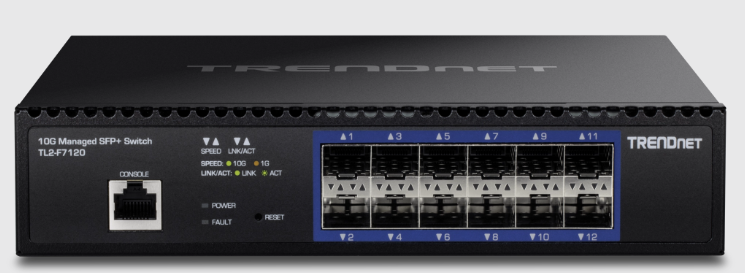 TRENDNET
10G Managed SFP+ Switch
TL2-F7120
CONSOLE
▼▲ ▼▲
SPEED LINK/ACT
SPEED: ● 10G ● 1G
LINK/ACT: ● LINK ✳ ACT
POWER
FAULT
RESET
▲1 ▲3 ▲5 ▲7 ▲9 ▲11
▼▲▼▲ ▼▲▼▲ ▼▲▼▲ ▼▲▼▲ ▼▲▼▲ ▼▲▼▲
▼2 ▼4 ▼6 ▼8 ▼10 ▼12
TRENDNET